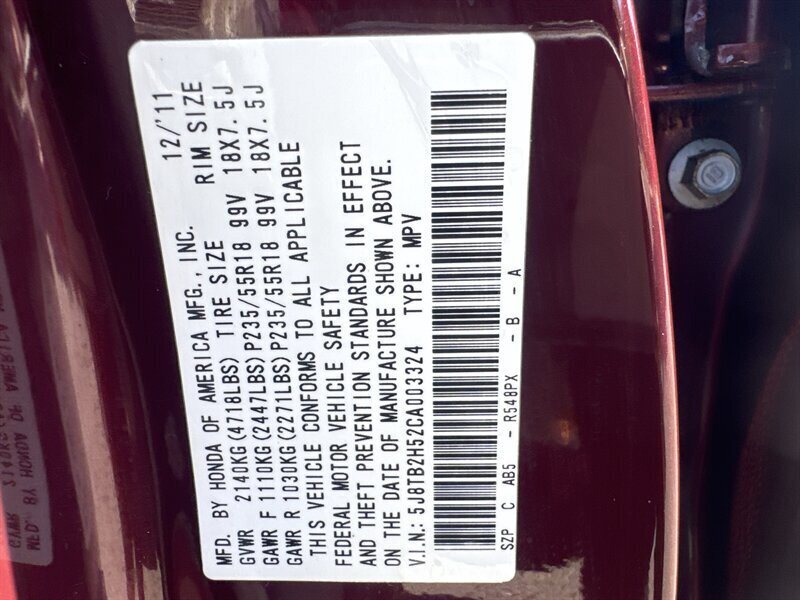 MFD. BY HONDA OF AMERICA MFG., INC. 12/'11
GVWR 2140KG(4718LBS) TIRE SIZE RIM SIZE
GAWR F 1110KG(2447LBS) P235/55R18 99V 18X7.5J
GAWR R 1030KG(2271LBS) P235/55R18 99V 18X7.5J
THIS VEHICLE CONFORMS TO ALL APPLICABLE
FEDERAL MOTOR VEHICLE SAFETY
AND THEFT PREVENTION STANDARDS IN EFFECT
ON THE DATE OF MANUFACTURE SHOWN ABOVE.
V.I.N.: 5J8TB2H52CA003324 TYPE: MPV
SZP C AB5 - R548PX - B - A